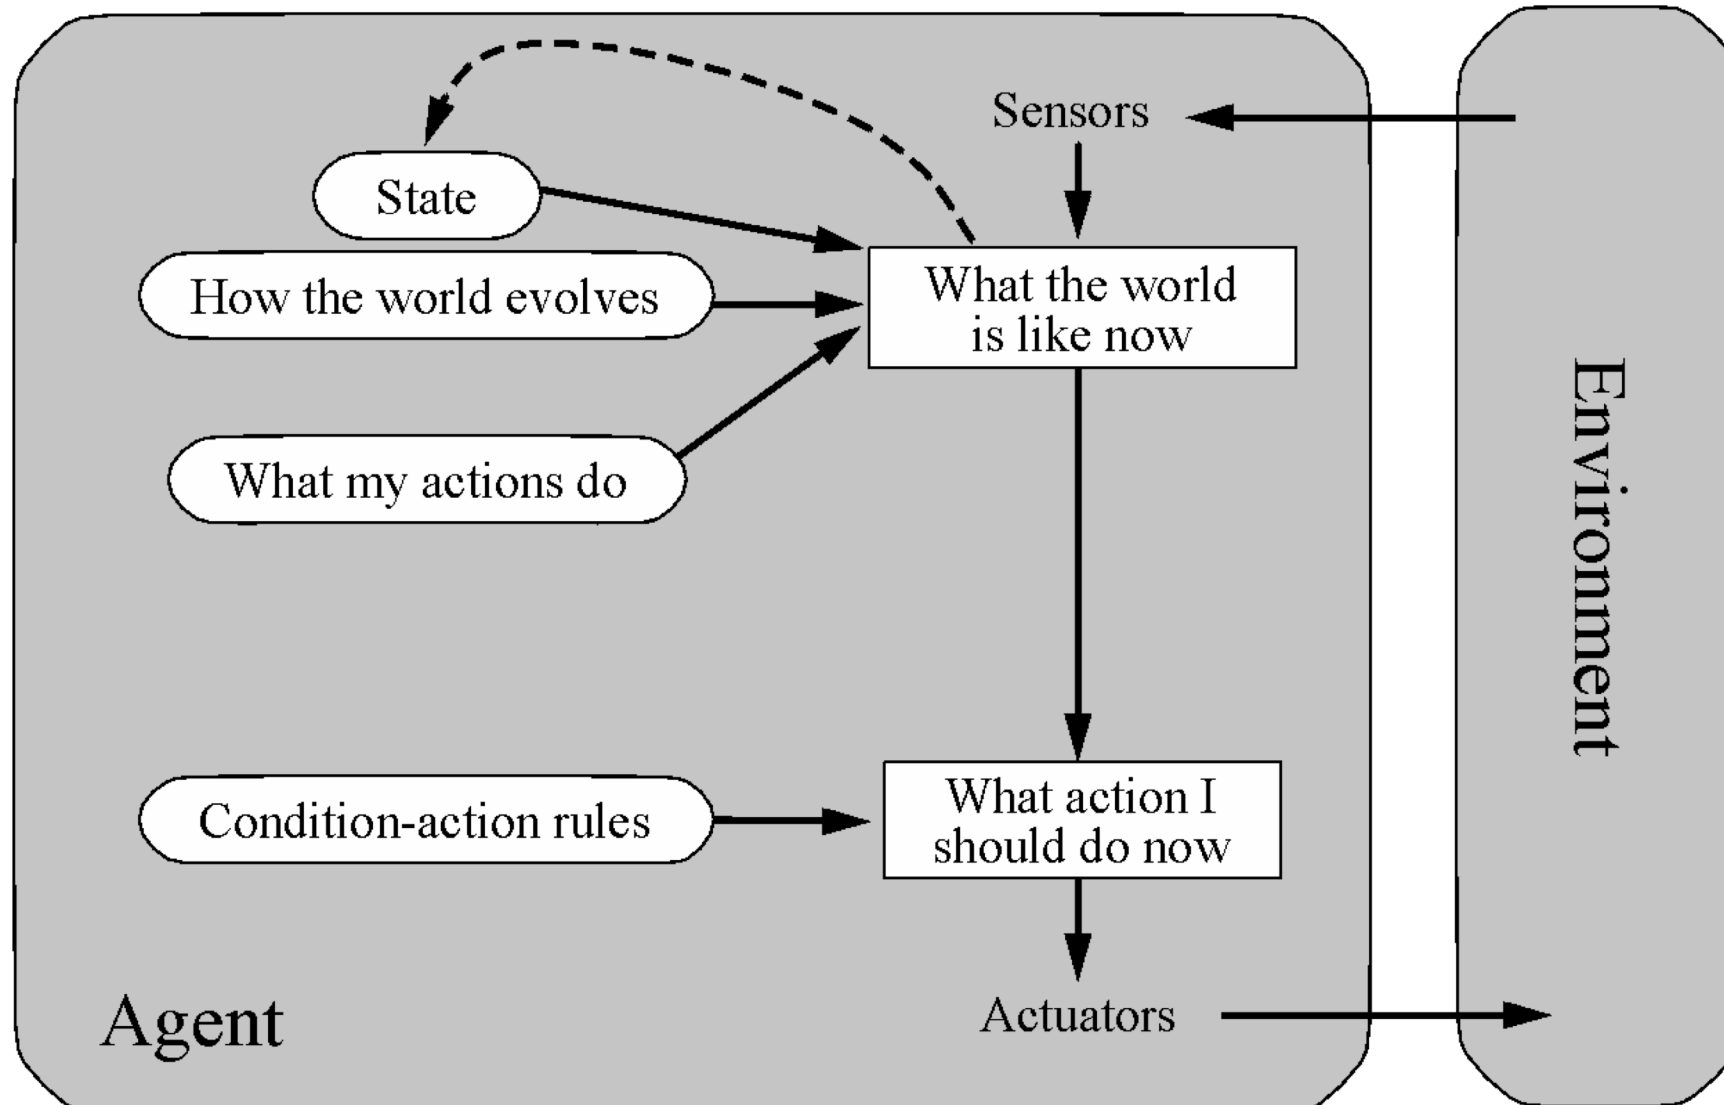 Sensors
State
How the world evolves
What the world
is like now
What my actions do
Environment
Condition-action rules
What action I
should do now
Agent
Actuators